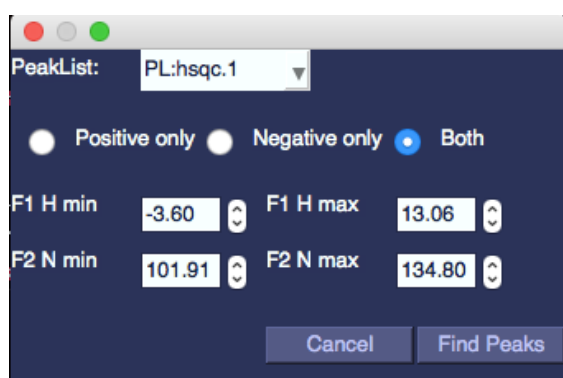 PeakList: PL:hsqc.1
Positive only Negative only Both
F1 H min -3.60 F1 H max 13.06
F2 N min 101.91 F2 N max 134.80
Cancel Find Peaks